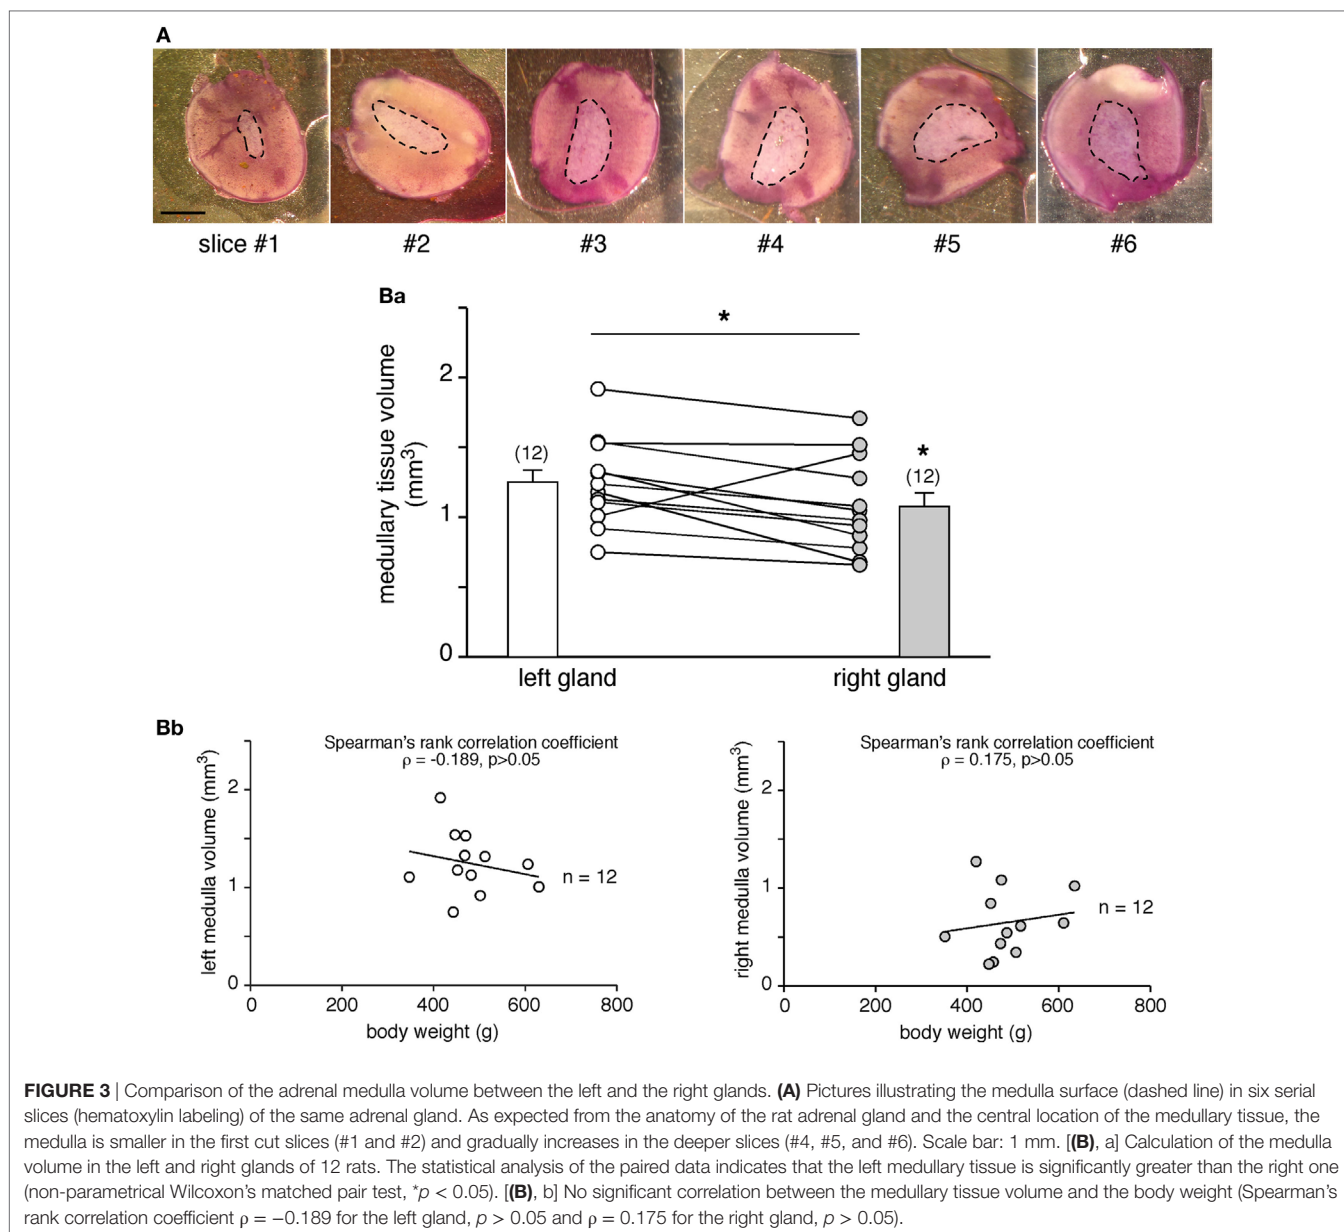 A
slice #1 #2 #3 #4 #5 #6
Ba
*
2
1
0
medullary tissue volume
(mm3)
(12)
*
(12)
left gland right gland
Bb
Spearman's rank correlation coefficient
ρ = -0.189, p>0.05
left medulla volume (mm3)
2
1
0
n = 12
0 200 400 600 800
body weight (g)
Spearman's rank correlation coefficient
ρ = 0.175, p>0.05
right medulla volume (mm3)
2
1
0
n = 12
0 200 400 600 800
body weight (g)
FIGURE 3 | Comparison of the adrenal medulla volume between the left and the right glands. (A) Pictures illustrating the medulla surface (dashed line) in six serial
slices (hematoxylin labeling) of the same adrenal gland. As expected from the anatomy of the rat adrenal gland and the central location of the medullary tissue, the
medulla is smaller in the first cut slices (#1 and #2) and gradually increases in the deeper slices (#4, #5, and #6). Scale bar: 1 mm. [(B), a] Calculation of the medulla
volume in the left and right glands of 12 rats. The statistical analysis of the paired data indicates that the left medullary tissue is significantly greater than the right one
(non-parametrical Wilcoxon's matched pair test, *p < 0.05). [(B), b] No significant correlation between the medullary tissue volume and the body weight (Spearman's
rank correlation coefficient ρ = −0.189 for the left gland, p > 0.05 and ρ = 0.175 for the right gland, p > 0.05).